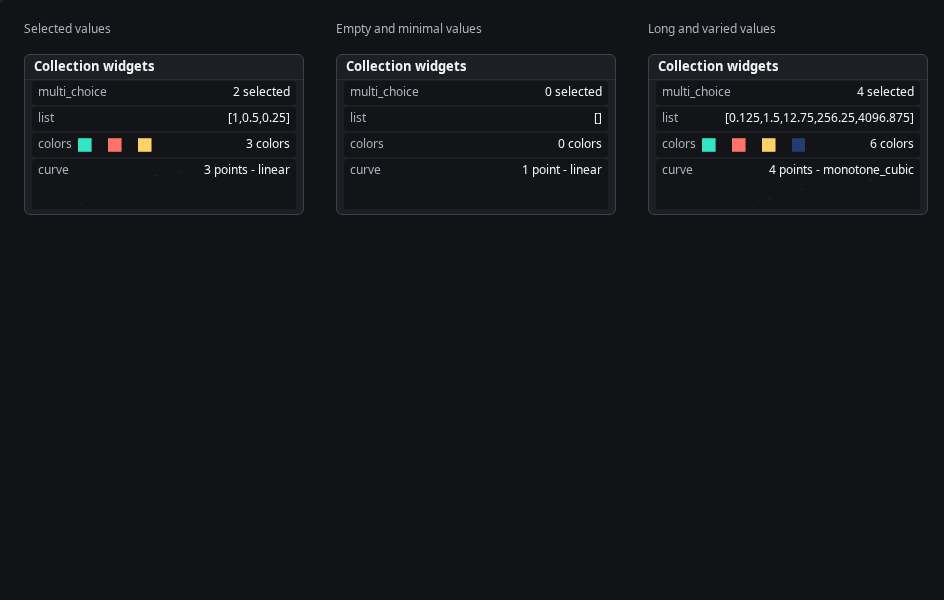 Selected values
Collection widgets
multi_choice 2 selected
list [1,0.5,0.25]
colors 3 colors
curve 3 points - linear
Empty and minimal values
Collection widgets
multi_choice 0 selected
list []
colors 0 colors
curve 1 point - linear
Long and varied values
Collection widgets
multi_choice 4 selected
list [0.125,1.5,12.75,256.25,4096.875]
colors 6 colors
curve 4 points - monotone_cubic